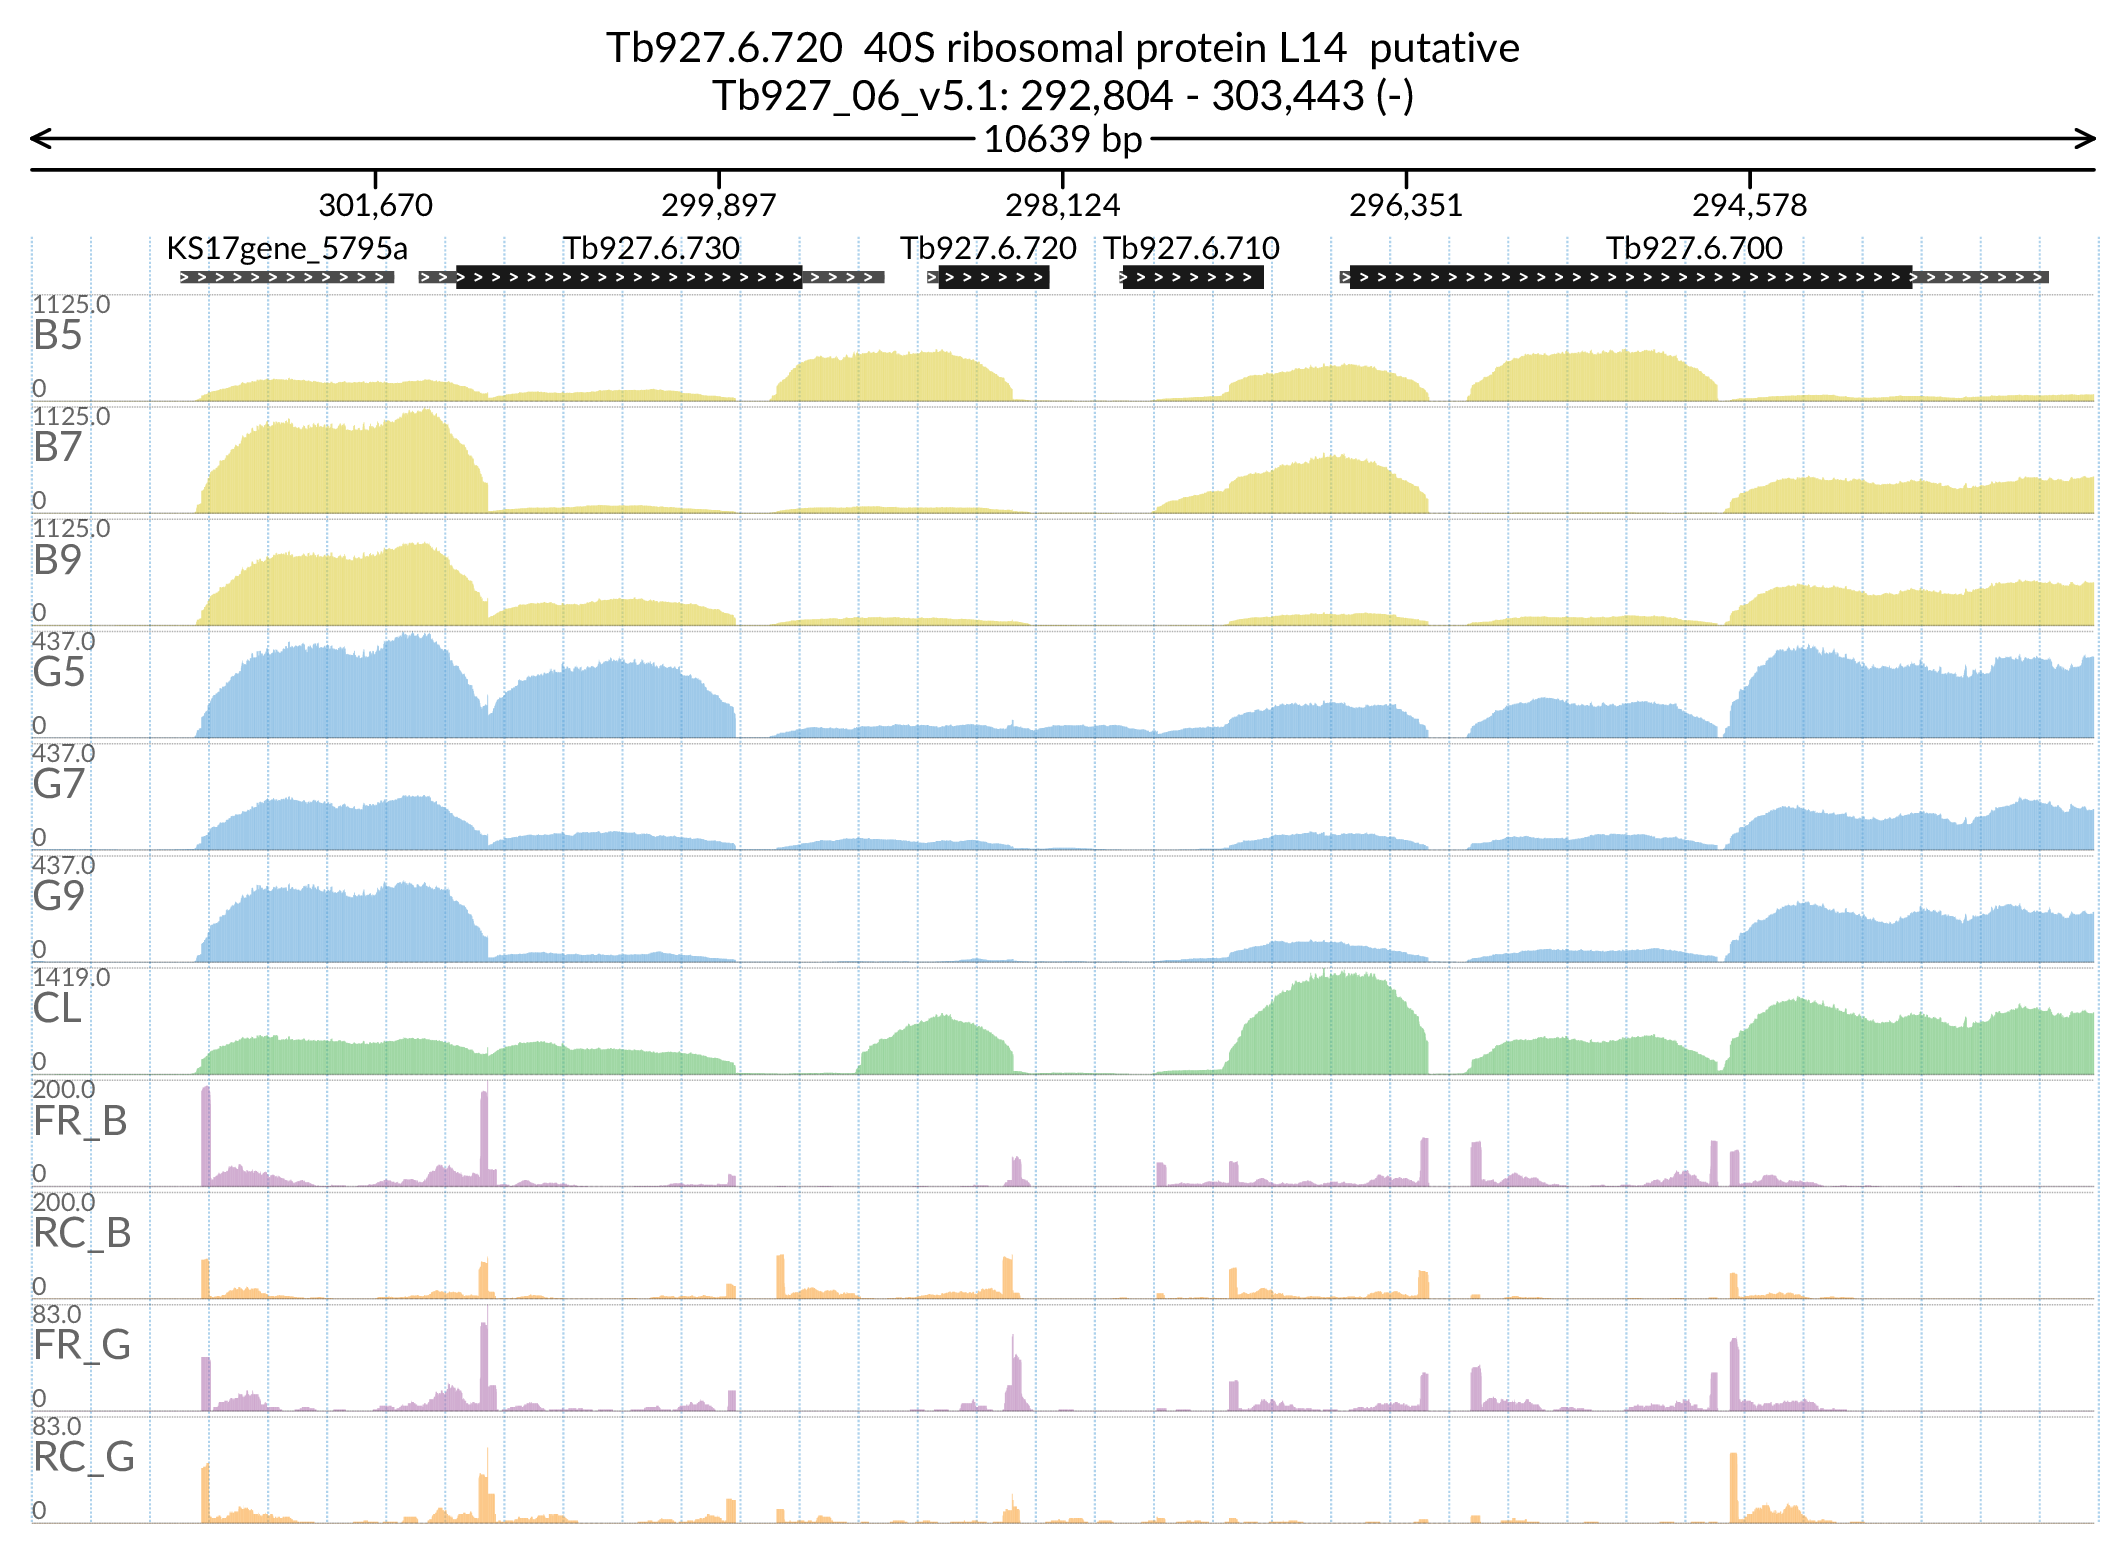 Tb927.6.720  40S ribosomal protein L14  putative
Tb927_06_v5.1: 292,804 - 303,443 (-)
10639 bp
301,670 299,897 298,124 296,351 294,578
KS17gene_5795a Tb927.6.730 Tb927.6.720 Tb927.6.710 Tb927.6.700
1125.0
B5
0
1125.0
B7
0
1125.0
B9
0
437.0
G5
0
437.0
G7
0
437.0
G9
0
1419.0
CL
0
200.0
FR_B
0
200.0
RC_B
0
83.0
FR_G
0
83.0
RC_G
0